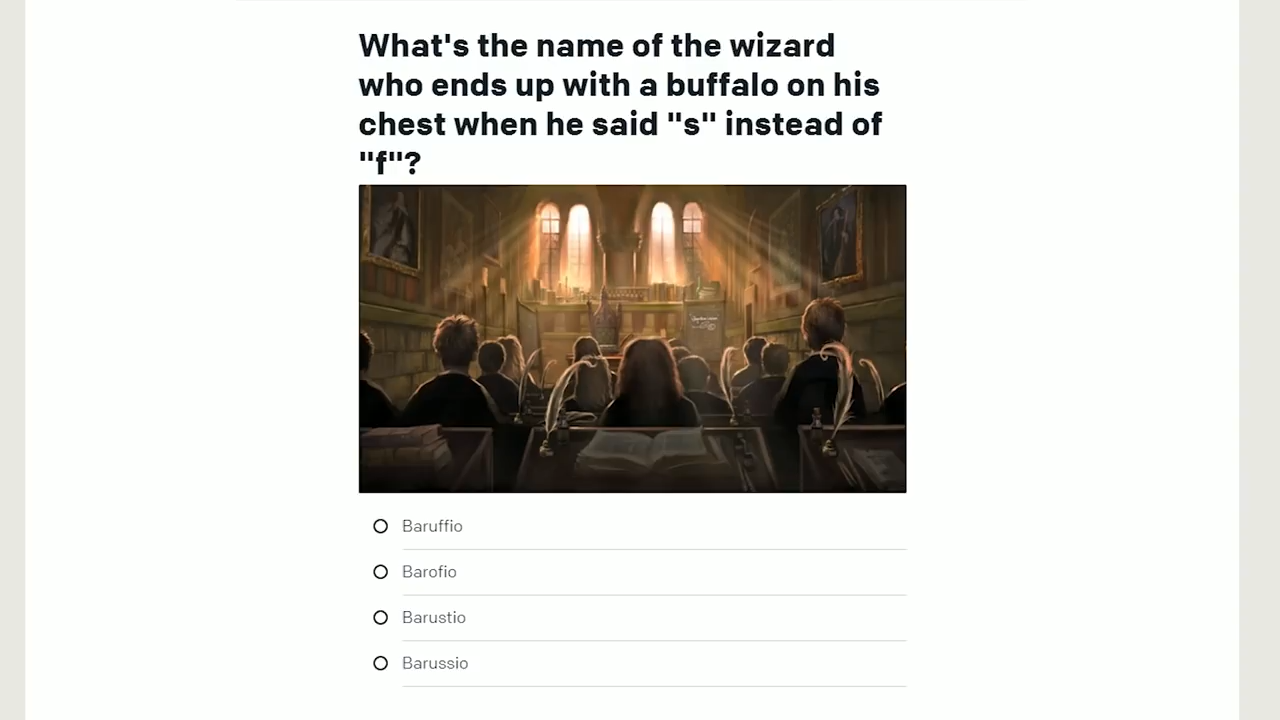 What's the name of the wizard
who ends up with a buffalo on his
chest when he said "s" instead of
"f"?
Baruffio
Barofio
Barustio
Barussio